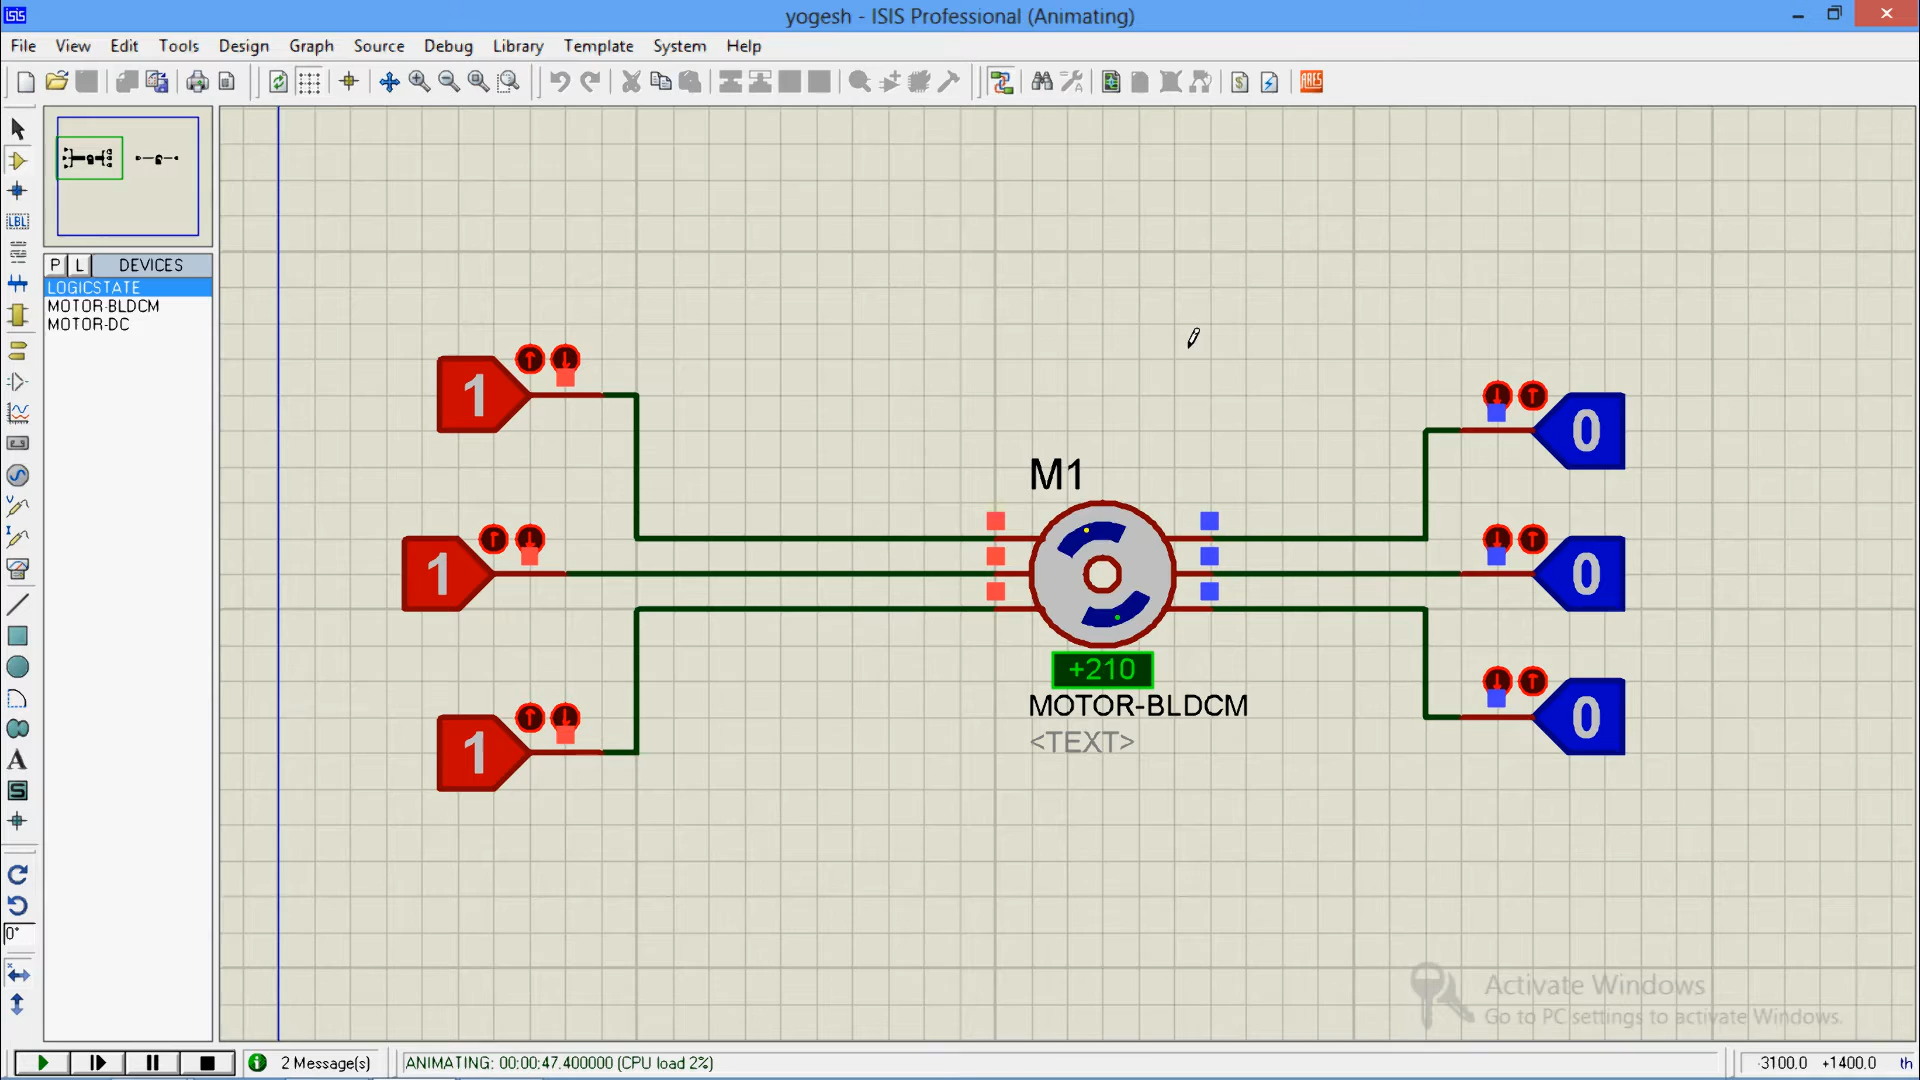 isis
yogesh - ISIS Professional (Animating)
File View Edit Tools Design Graph Source Debug Library Template System Help
ARES
LBL
P L DEVICES
LOGICSTATE
MOTOR-BLDCM
MOTOR-DC
V
I
A
S
0°
1
0
M1
1
0
+210
MOTOR-BLDCM
<TEXT>
1
0
Activate Windows
Go to PC settings to activate Windows.
2 Message(s)
ANIMATING: 00:00:47.400000 (CPU load 2%)
-3100.0 +1400.0 th